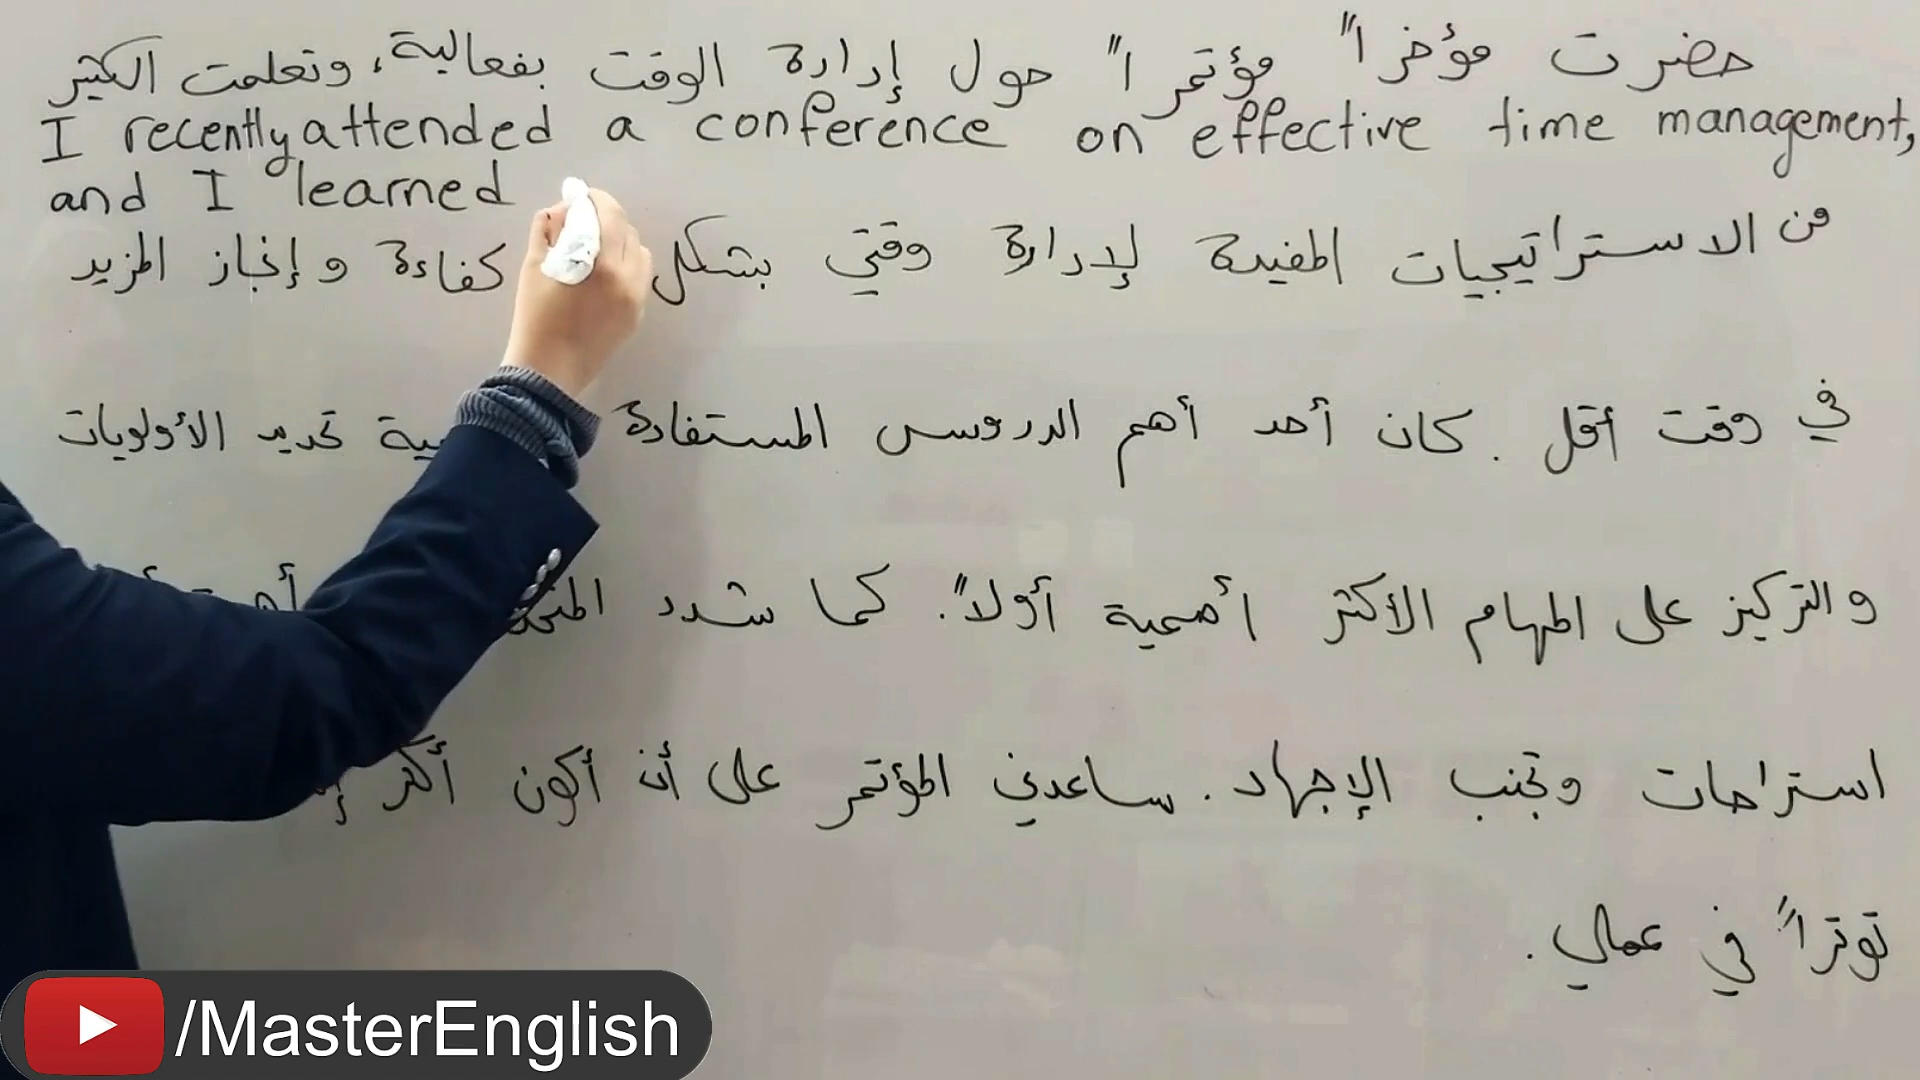 حضرت مؤخراً مؤتمراً حول إدارة الوقت بفعالية، وتعلمت الكثير
I recently attended a conference on effective time management,
and I learned
من الاستراتيجيات المفيدة لإدارة وقتي بشكل كفاءة وإنجاز المزيد
في وقت أقل. كان أحد أهم الدروس المستفادة تحديد الأولويات
والتركيز على المهام الأكثر أهمية أولاً. كما شدد
استراحات وتجنب الإجهاد. ساعدني المؤتمر على أن أكون أكثر
توتراً في عملي.
/MasterEnglish